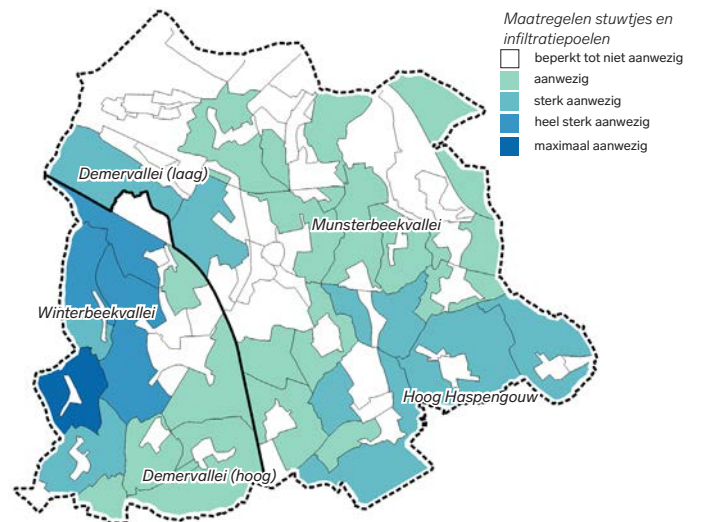 Maatregelen stuwtjes en
infiltratiepoelen
beperkt tot niet aanwezig
aanwezig
sterk aanwezig
heel sterk aanwezig
maximaal aanwezig
Demervallei (laag)
Munsterbeekvallei
Winterbeekvallei
Hoog Haspengouw
Demervallei (hoog)